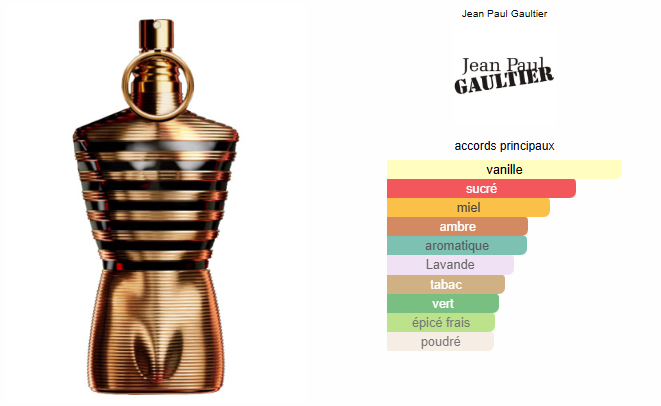 Jean Paul Gaultier
Jean Paul
GAULTIER
accords principaux
vanille
sucré
miel
ambre
aromatique
Lavande
tabac
vert
épicé frais
poudré